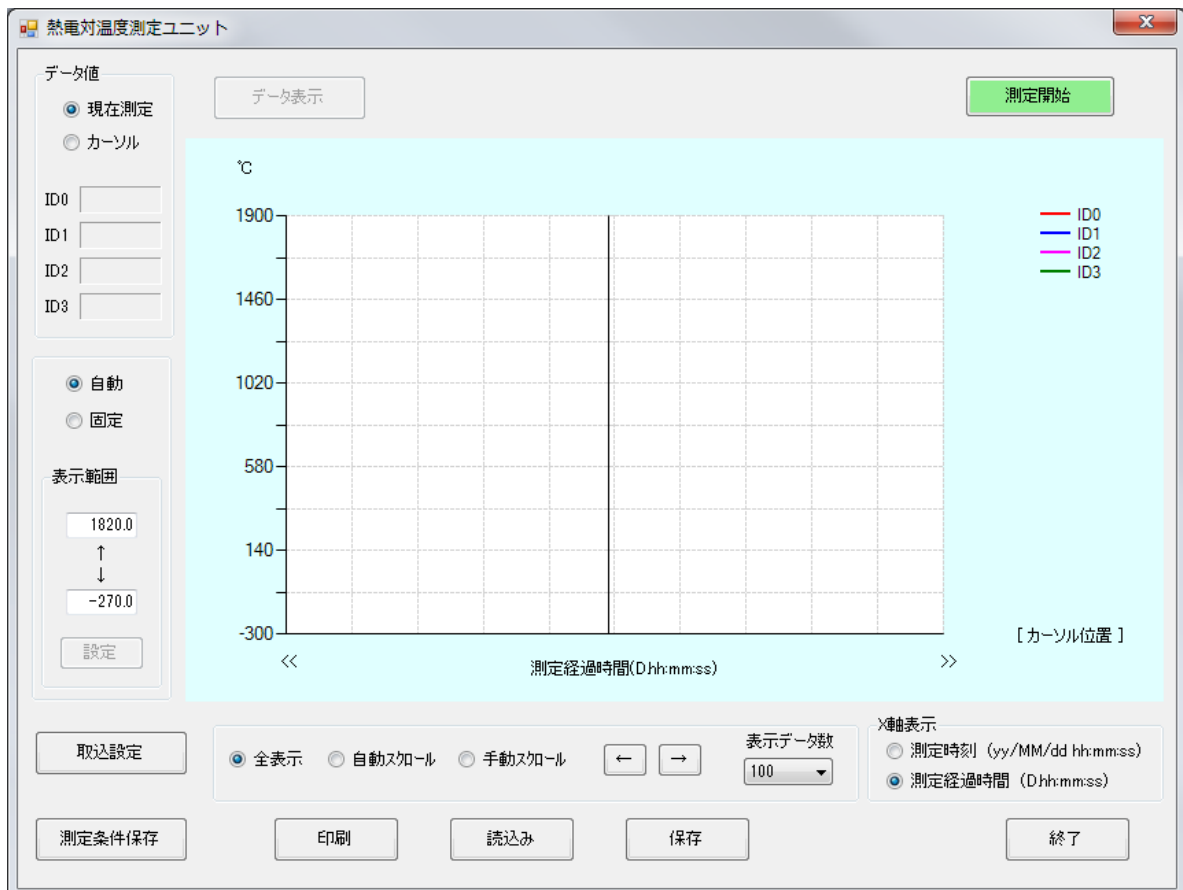 熱電対温度測定ユニット
データ値
現在測定
カーソル
ID0
ID1
ID2
ID3
データ表示
測定開始
℃
1900
1460
1020
580
140
-300
ID0
ID1
ID2
ID3
[ カーソル位置 ]
<<
測定経過時間(D.hh:mm:ss)
>>
自動
固定
表示範囲
1820.0
↑
↓
-270.0
設定
取込設定
全表示 自動スクロール 手動スクロール ← →
表示データ数
100
X軸表示
測定時刻 (yy/MM/dd hh:mm:ss)
測定経過時間 (D.hh:mm:ss)
測定条件保存
印刷
読込み
保存
終了